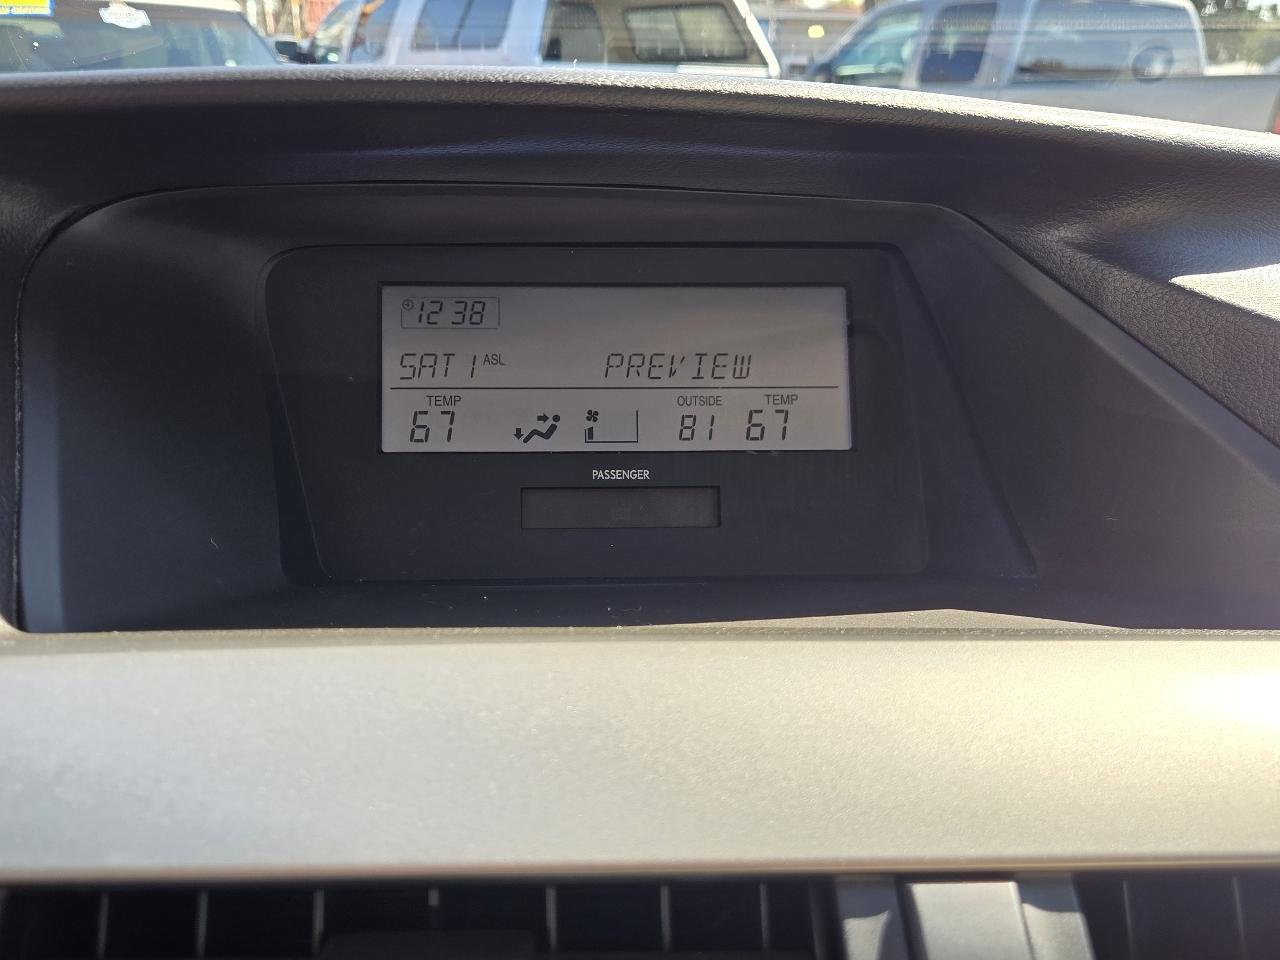 12 38
SAT 1 ASL PREVIEW
TEMP OUTSIDE TEMP
67 81 67
PASSENGER